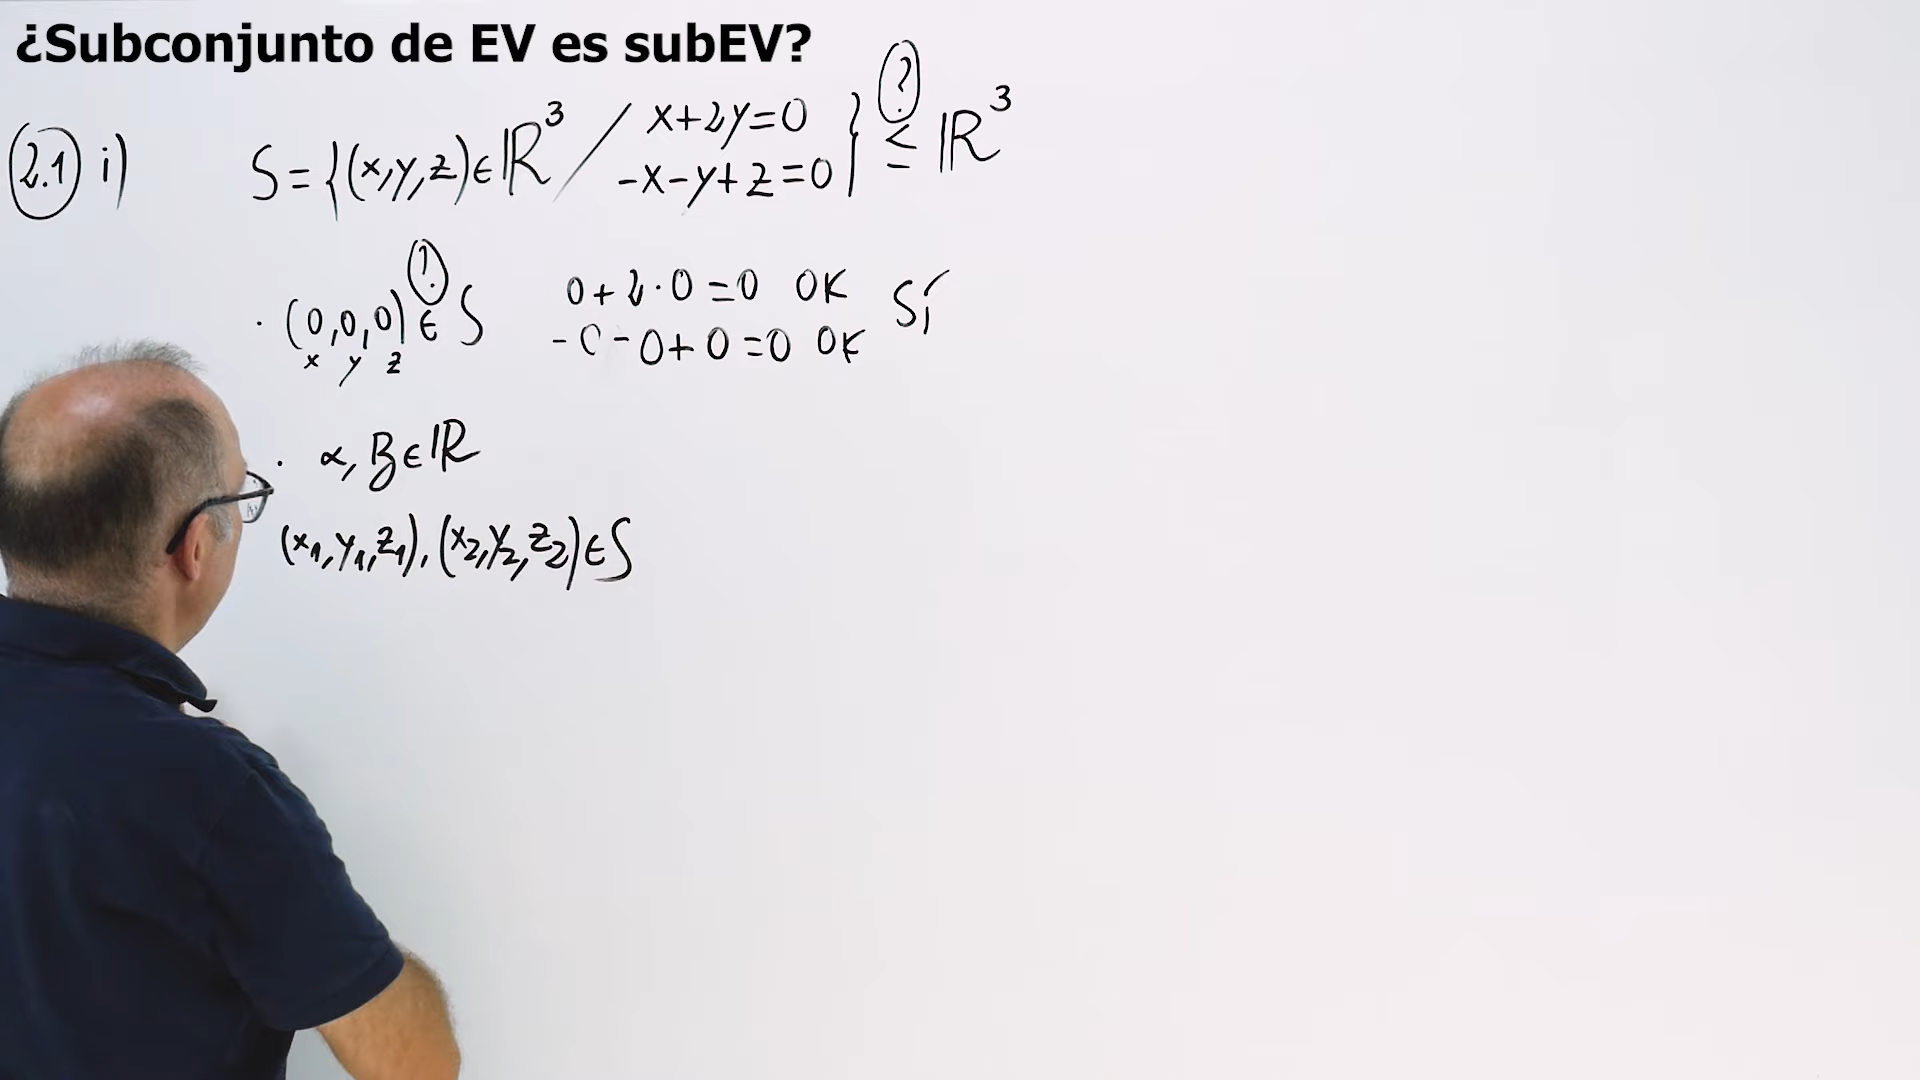 ¿Subconjunto de EV es subEV?
2.1 i) S={(x,y,z)∈ℝ³ / x+2y=0
-x-y+z=0} ≤ ? ℝ³
· (0,0,0) ∈ ? S 0+2·0=0 OK Sí
x y z -0-0+0=0 OK
· α, β∈ℝ
(x₁,y₁,z₁),(x₂,y₂,z₂)∈S